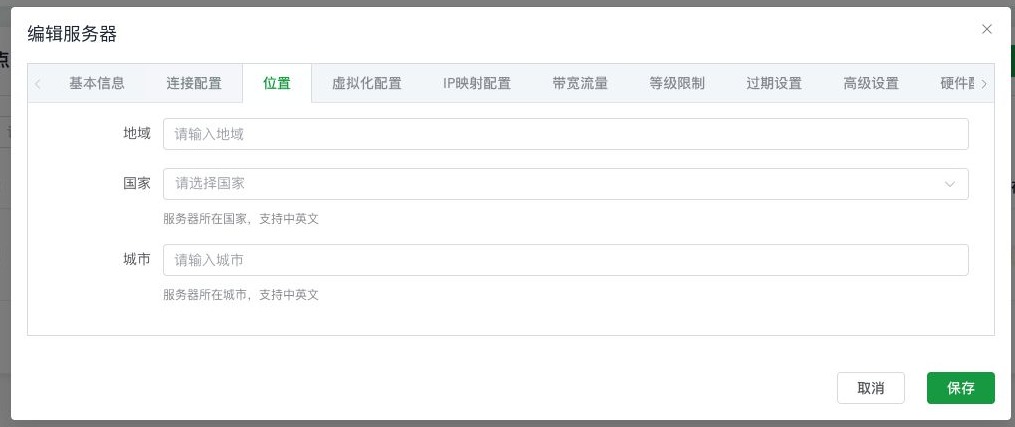 编辑服务器
基本信息 连接配置 位置 虚拟化配置 IP映射配置 带宽流量 等级限制 过期设置 高级设置 硬件
地域 请输入地域
国家 请选择国家
服务器所在国家，支持中英文
城市 请输入城市
服务器所在城市，支持中英文
取消 保存